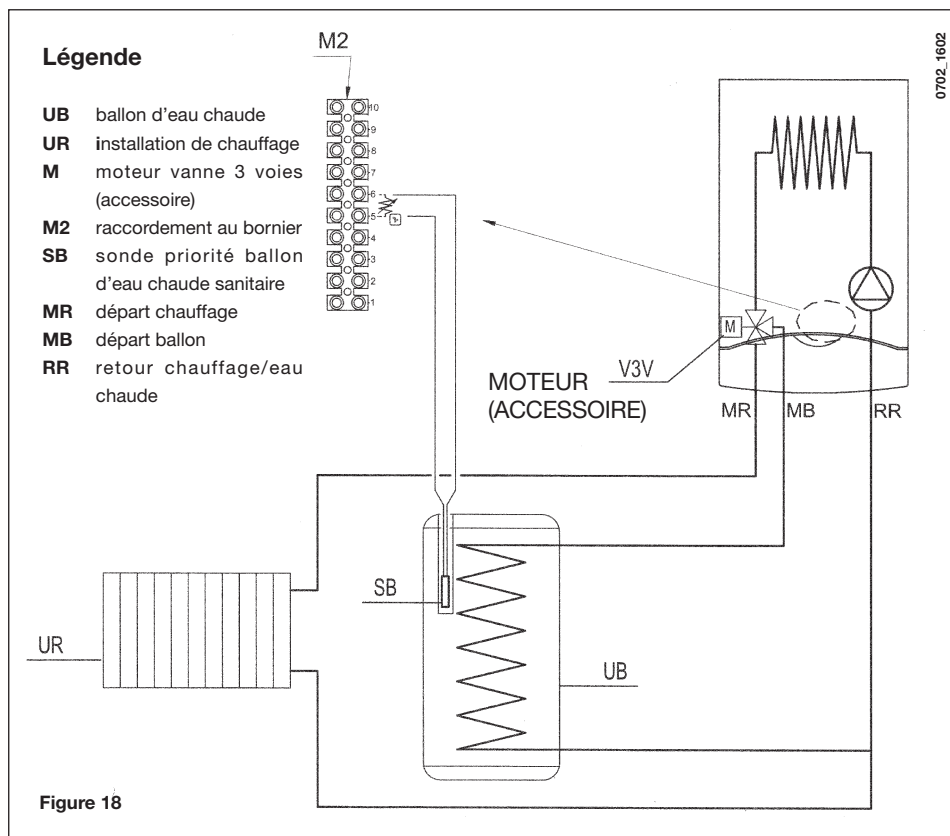 Légende
UB ballon d'eau chaude
UR installation de chauffage
M moteur vanne 3 voies
(accessoire)
M2 raccordement au bornier
SB sonde priorité ballon
d'eau chaude sanitaire
MR départ chauffage
MB départ ballon
RR retour chauffage/eau
chaude
M2
10
9
8
7
6
5
4
3
2
1
0702_1602
M
V3V
MOTEUR
(ACCESSOIRE)
MR MB RR
SB
UR
UB
Figure 18